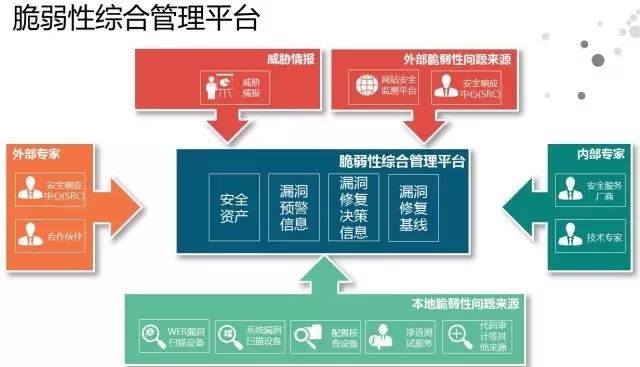 脆弱性综合管理平台
威胁情报
威胁
情报
外部脆弱性问题来源
网站安全
监测平台
安全响应
中心(SRC)
外部专家
安全响应
中心(SRC)
合作伙伴
脆弱性综合管理平台
安全
资产
漏洞
预警
信息
漏洞
修复
决策
信息
漏洞
修复
基线
内部专家
安全服务
厂商
技术专家
本地脆弱性问题来源
WEB漏洞
扫描设备
系统漏洞
扫描设备
配置核
查设备
渗透测
试服务
代码审
计等其
他来源